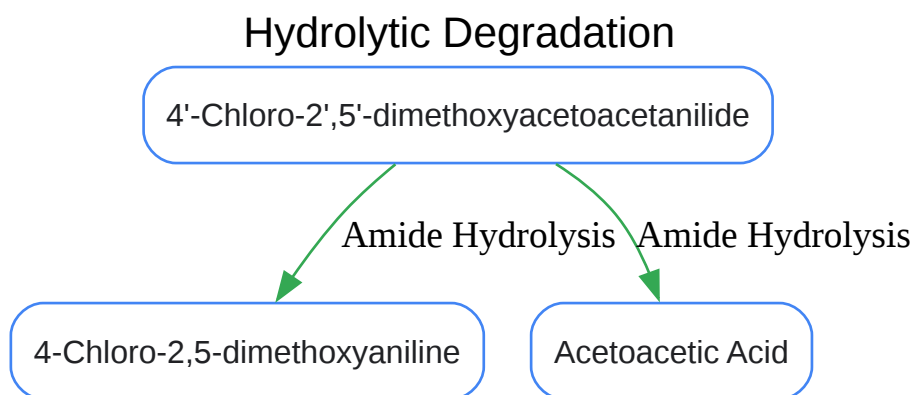 Hydrolytic Degradation
4'-Chloro-2',5'-dimethoxyacetoacetanilide
Amide Hydrolysis
Amide Hydrolysis
4-Chloro-2,5-dimethoxyaniline
Acetoacetic Acid